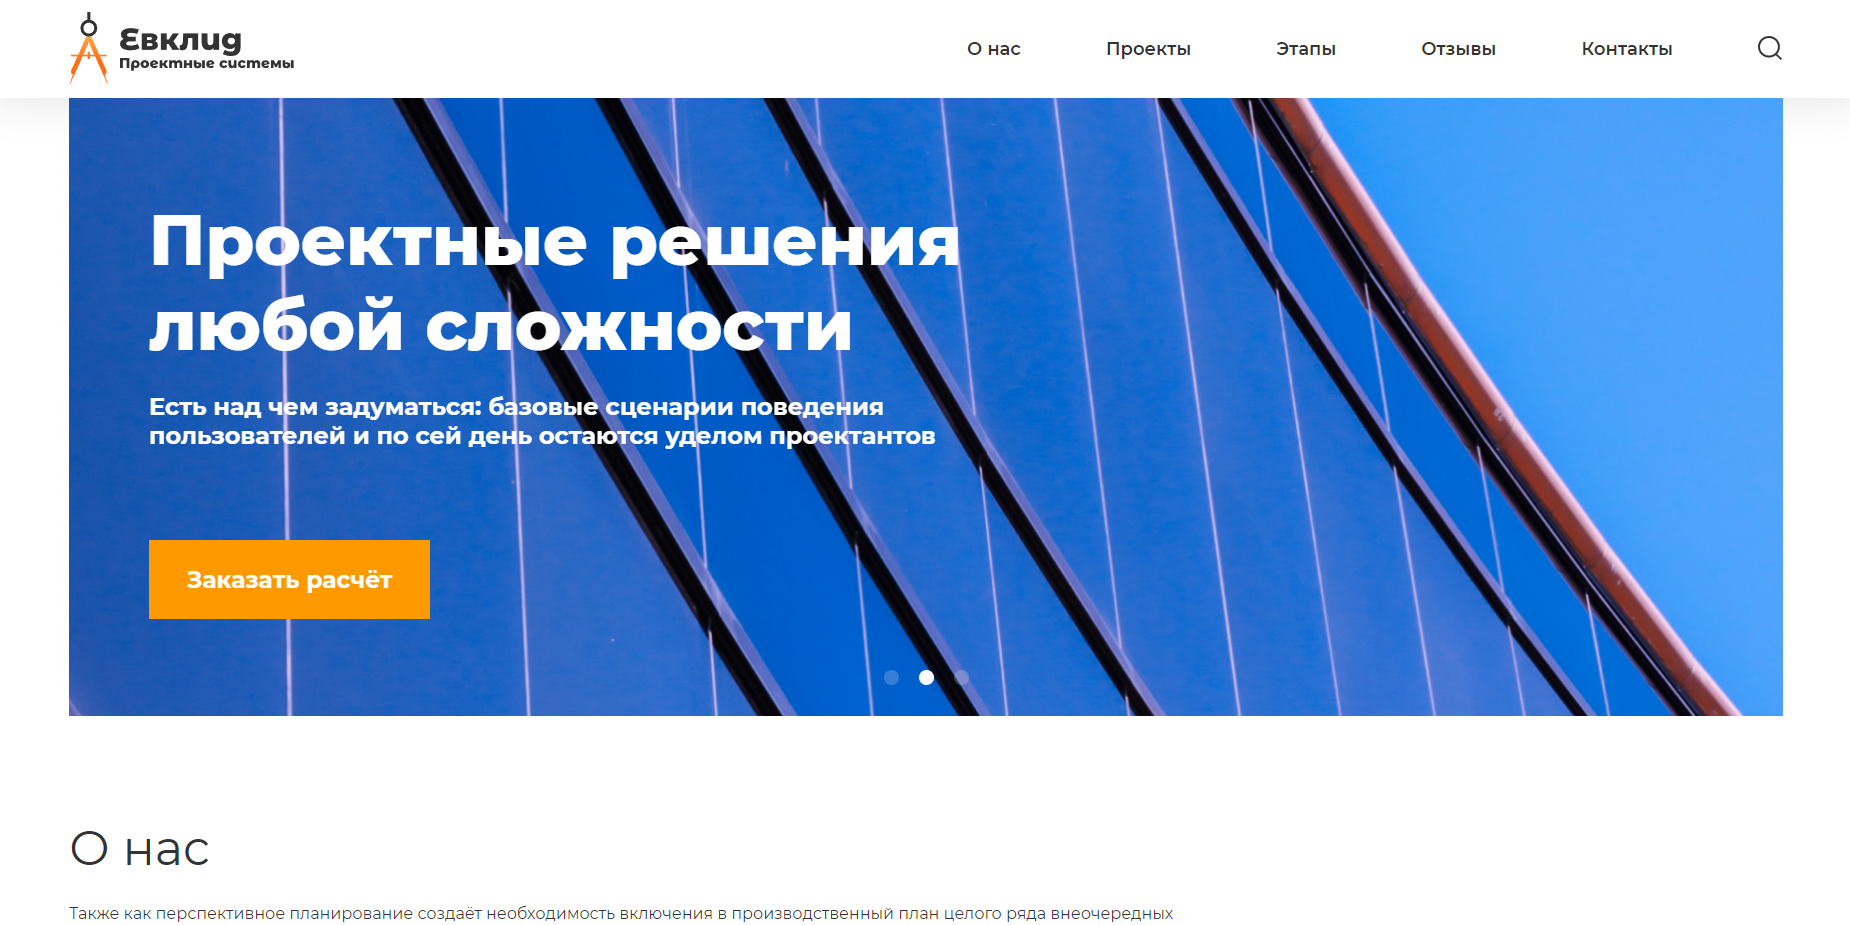 Евклид
Проектные системы
О нас
Проекты
Этапы
Отзывы
Контакты
Проектные решения
любой сложности
Есть над чем задуматься: базовые сценарии поведения
пользователей и по сей день остаются уделом проектантов
Заказать расчёт
О нас
Также как перспективное планирование создаёт необходимость включения в производственный план целого ряда внеочередных